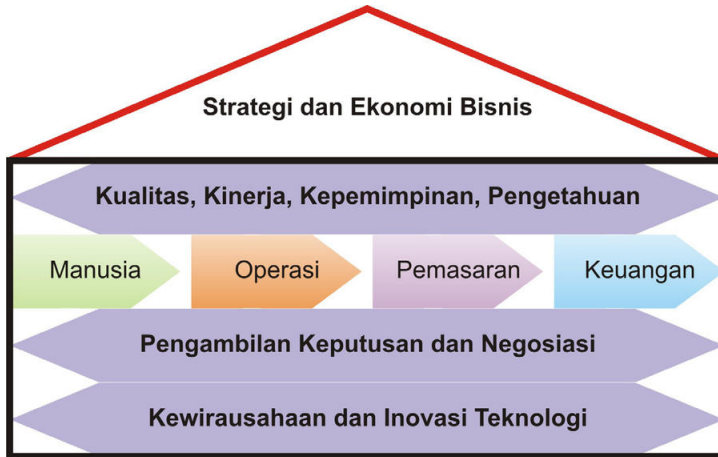 Strategi dan Ekonomi Bisnis
Kualitas, Kinerja, Kepemimpinan, Pengetahuan
Manusia
Operasi
Pemasaran
Keuangan
Pengambilan Keputusan dan Negosiasi
Kewirausahaan dan Inovasi Teknologi